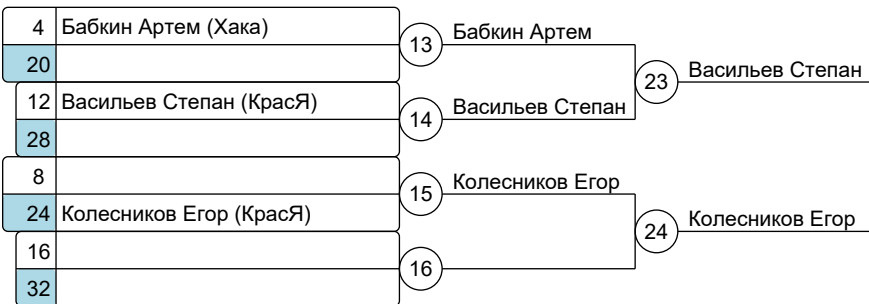 4 Бабкин Артем (Хака)
20
13 Бабкин Артем
12 Васильев Степан (КрасЯ)
28
14 Васильев Степан
23 Васильев Степан
8
24 Колесников Егор (КрасЯ)
15 Колесников Егор
16
32
16
24 Колесников Егор